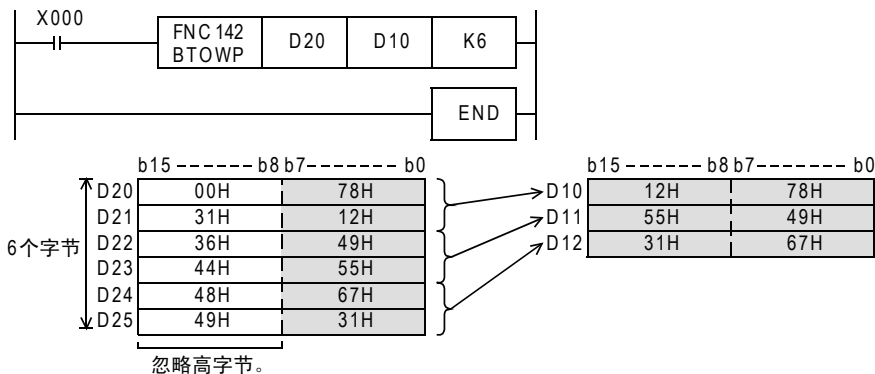 X000
FNC 142 BTOWP D20 D10 K6
END
b15 ------- b8 b7 ------- b0
D20 00H 78H
D21 31H 12H
D22 36H 49H
D23 44H 55H
D24 48H 67H
D25 49H 31H
6个字节
忽略高字节。
b15 ------- b8 b7 ------- b0
D10 12H 78H
D11 55H 49H
D12 31H 67H